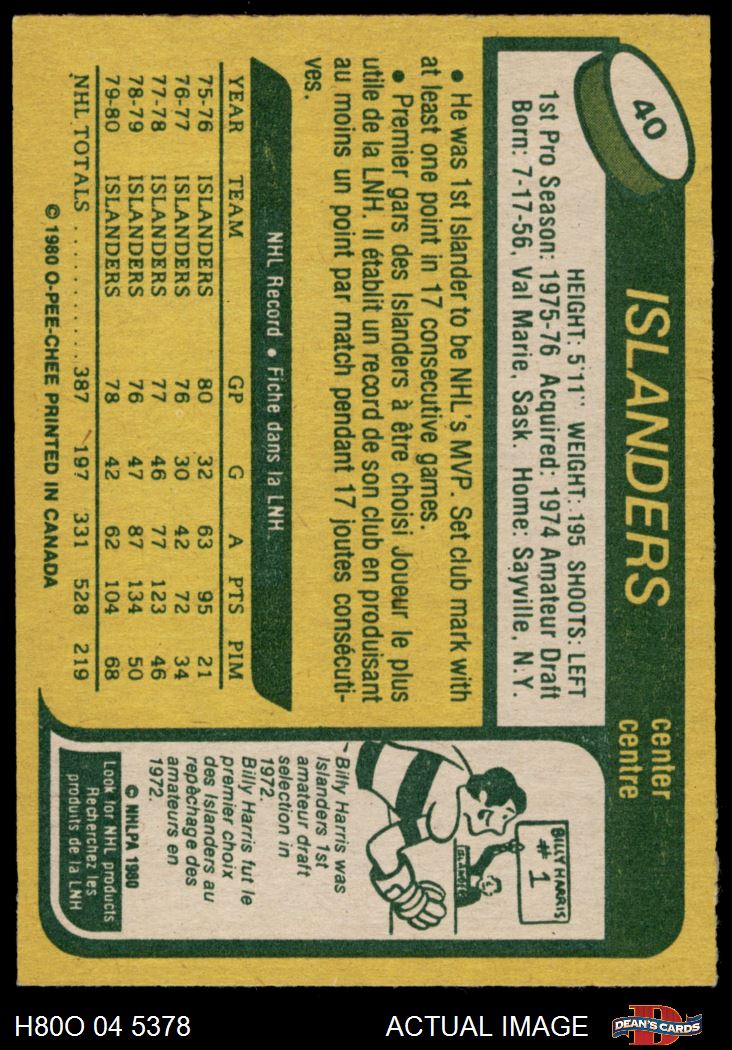 40
ISLANDERS
center
centre
HEIGHT: 5'11" WEIGHT: 195 SHOOTS: LEFT
1st Pro Season: 1975-76 Acquired: 1974 Amateur Draft
Born: 7-17-56, Val Marie, Sask. Home: Sayville, N.Y.
• He was 1st Islander to be NHL's MVP. Set club mark with
at least one point in 17 consecutive games.
• Premier gars des Islanders à être choisi Joueur le plus
utile de la LNH. Il établit un record de son club en produisant
au moins un point par match pendant 17 joutes consécuti-
ves.
NHL Record • Fiche dans la LNH
YEAR TEAM GP G A PTS PIM
75-76 ISLANDERS 80 32 63 95 21
76-77 ISLANDERS 76 30 42 72 34
77-78 ISLANDERS 77 46 77 123 46
78-79 ISLANDERS 76 47 87 134 50
79-80 ISLANDERS 78 42 62 104 68
NHL TOTALS .......... 387 197 331 528 219
© 1980 O-PEE-CHEE PRINTED IN CANADA
BILLY HARRIS
# 1
ISLANDERS
Billy Harris was
Islanders 1st
amateur draft
selection in
1972.
Billy Harris fut le
premier choix
des Islanders au
repêchage des
amateurs en
1972.
© NHLPA 1980
Look for NHL products
Recherchez les
produits de la LNH
H80O 04 5378
ACTUAL IMAGE
D
DEAN'S CARDS